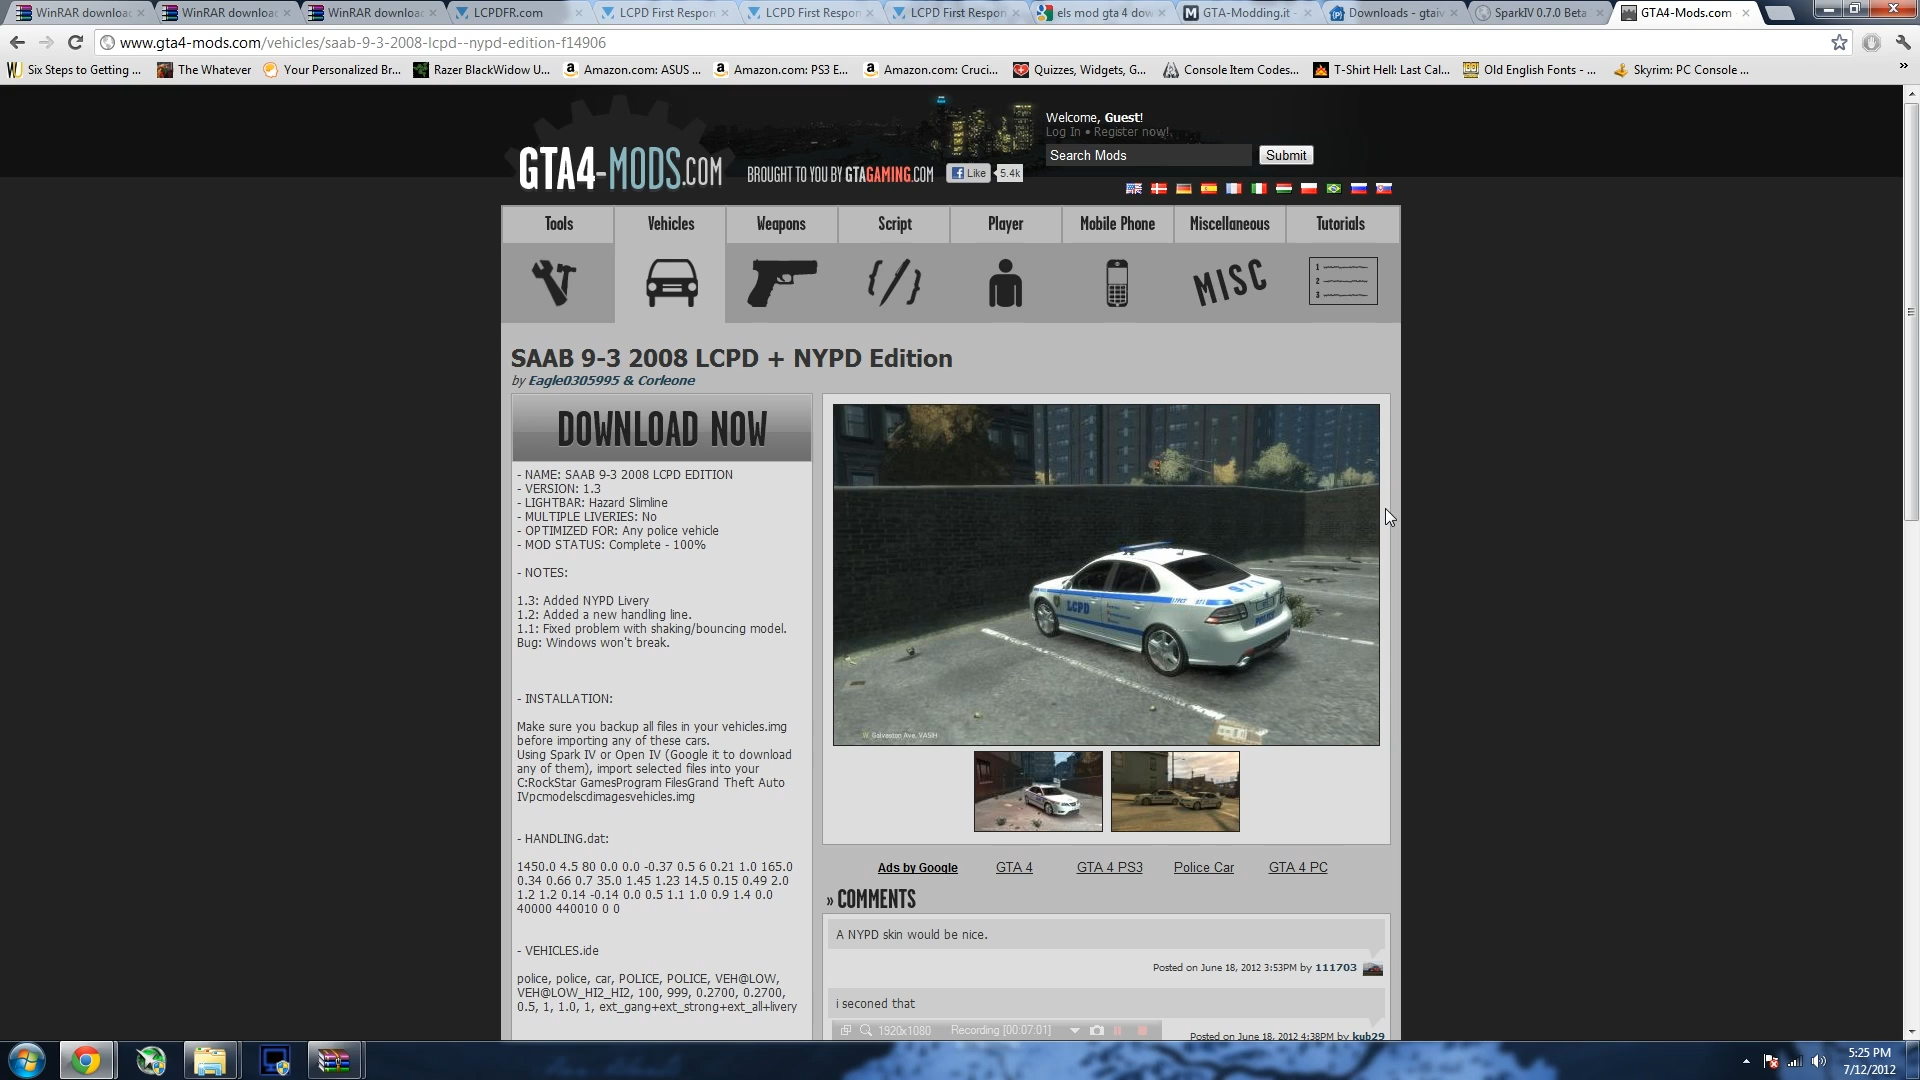 WinRAR downloac
WinRAR downloac
WinRAR downloac
LCPDFR.com
LCPD First Respon
LCPD First Respon
LCPD First Respon
els mod gta 4 dow
GTA-Modding.it -
Downloads - gtaiv
SparkIV 0.7.0 Beta
GTA4-Mods.com
www.gta4-mods.com/vehicles/saab-9-3-2008-lcpd--nypd-edition-f14906
Six Steps to Getting ...
The Whatever
Your Personalized Br...
Razer BlackWidow U...
Amazon.com: ASUS ...
Amazon.com: PS3 E...
Amazon.com: Cruci...
Quizzes, Widgets, G...
Console Item Codes...
T-Shirt Hell: Last Cal...
Old English Fonts - ...
Skyrim: PC Console ...
Welcome, Guest!
Log In • Register now!
GTA4-MODS.COM
BROUGHT TO YOU BY GTAGAMING.COM
Like 5.4k
Search Mods
Submit
Tools
Vehicles
Weapons
Script
Player
Mobile Phone
Miscellaneous
Tutorials
MISC
1
2
3
SAAB 9-3 2008 LCPD + NYPD Edition
by Eagle0305995 & Corleone
DOWNLOAD NOW
- NAME: SAAB 9-3 2008 LCPD EDITION
- VERSION: 1.3
- LIGHTBAR: Hazard Slimline
- MULTIPLE LIVERIES: No
- OPTIMIZED FOR: Any police vehicle
- MOD STATUS: Complete - 100%
- NOTES:
1.3: Added NYPD Livery
1.2: Added a new handling line.
1.1: Fixed problem with shaking/bouncing model.
Bug: Windows won't break.
- INSTALLATION:
Make sure you backup all files in your vehicles.img
before importing any of these cars.
Using Spark IV or Open IV (Google it to download
any of them), import selected files into your
C:RockStar GamesProgram FilesGrand Theft Auto
IVpcmodelscdimagesvehicles.img
- HANDLING.dat:
1450.0 4.5 80 0.0 0.0 -0.37 0.5 6 0.21 1.0 165.0
0.34 0.66 0.7 35.0 1.45 1.23 14.5 0.15 0.49 2.0
1.2 1.2 0.14 -0.14 0.0 0.5 1.1 1.0 0.9 1.4 0.0
40000 440010 0 0
- VEHICLES.ide
police, police, car, POLICE, POLICE, VEH@LOW,
VEH@LOW_HI2_HI2, 100, 999, 0.2700, 0.2700,
0.5, 1, 1.0, 1, ext_gang+ext_strong+ext_all+livery
LCPD
971
POLICE
W Galveston Ave, VASIH
Ads by Google
GTA 4
GTA 4 PS3
Police Car
GTA 4 PC
» COMMENTS
A NYPD skin would be nice.
Posted on June 18, 2012 3:53PM by 111703
i seconed that
Posted on June 18, 2012 4:38PM by kub29
1920x1080
Recording [00:07:01]
5:25 PM
7/12/2012